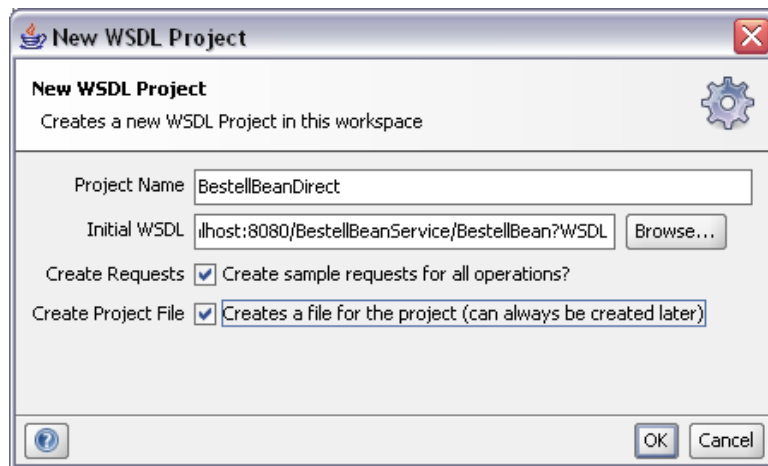 New WSDL Project
New WSDL Project
Creates a new WSDL Project in this workspace
Project Name BestellBeanDirect
Initial WSDL lhost:8080/BestellBeanService/BestellBean?WSDL Browse...
Create Requests Create sample requests for all operations?
Create Project File Creates a file for the project (can always be created later)
? OK Cancel